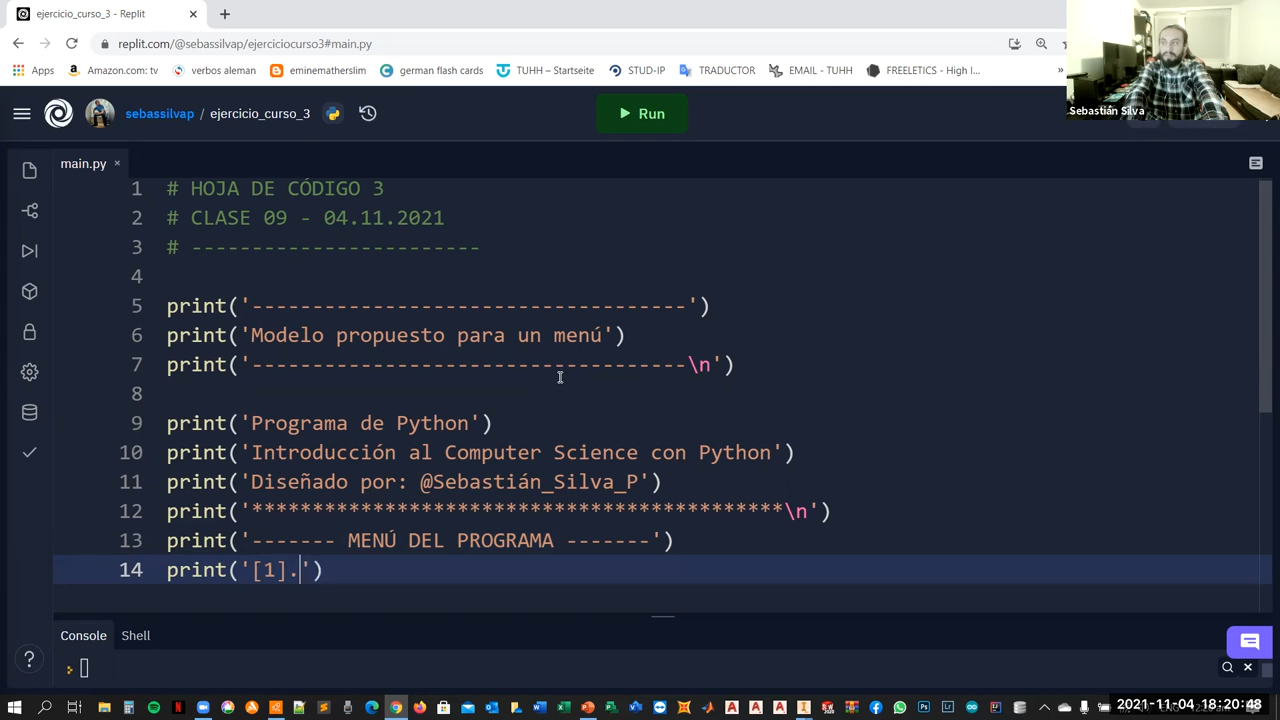 ejercicio_curso_3 - Replit
replit.com/@sebassilvap/ejerciciocurso3#main.py
Apps
Amazon.com: tv
verbos aleman
eminematherslim
german flash cards
TUHH – Startseite
STUD-IP
TRADUCTOR
EMAIL - TUHH
FREELETICS - High I...
»
Sebastián Silva
sebassilvap / ejercicio_curso_3
Run
main.py
1 # HOJA DE CÓDIGO 3
2 # CLASE 09 - 04.11.2021
3 # ------------------------
4
5 print('------------------------------------')
6 print('Modelo propuesto para un menú')
7 print('------------------------------------\n')
8
9 print('Programa de Python')
10 print('Introducción al Computer Science con Python')
11 print('Diseñado por: @Sebastián_Silva_P')
12 print('********************************************\n')
13 print('------- MENÚ DEL PROGRAMA -------')
14 print('[1].')
Console
Shell
2021-11-04 18:20:48